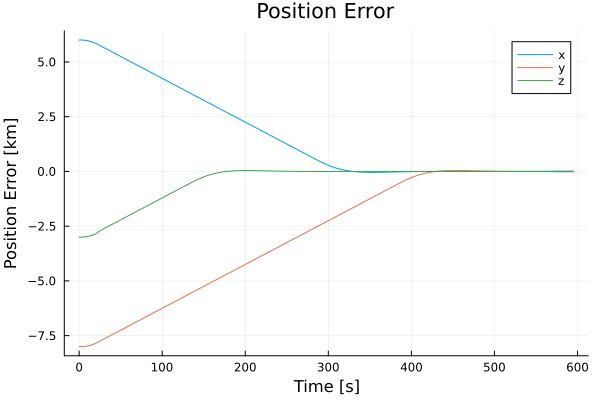 Position Error
x
y
z
5.0
2.5
0.0
−2.5
−5.0
−7.5
Position Error [km]
0 100 200 300 400 500 600
Time [s]